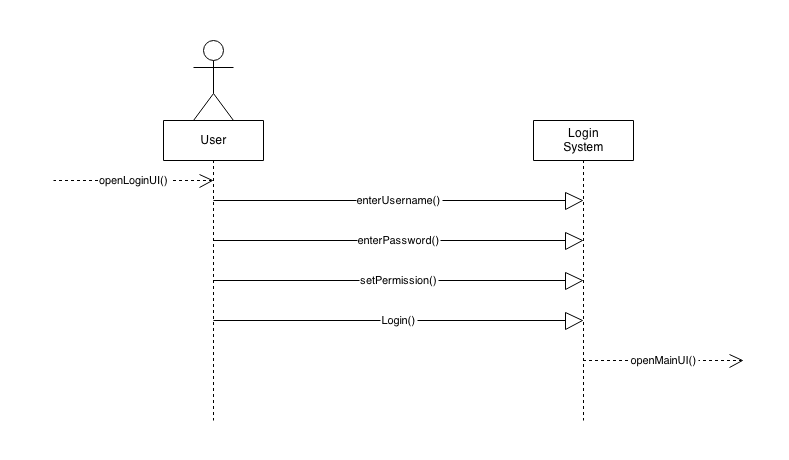 User
Login
System
openLoginUI()
enterUsername()
enterPassword()
setPermission()
Login()
openMainUI()